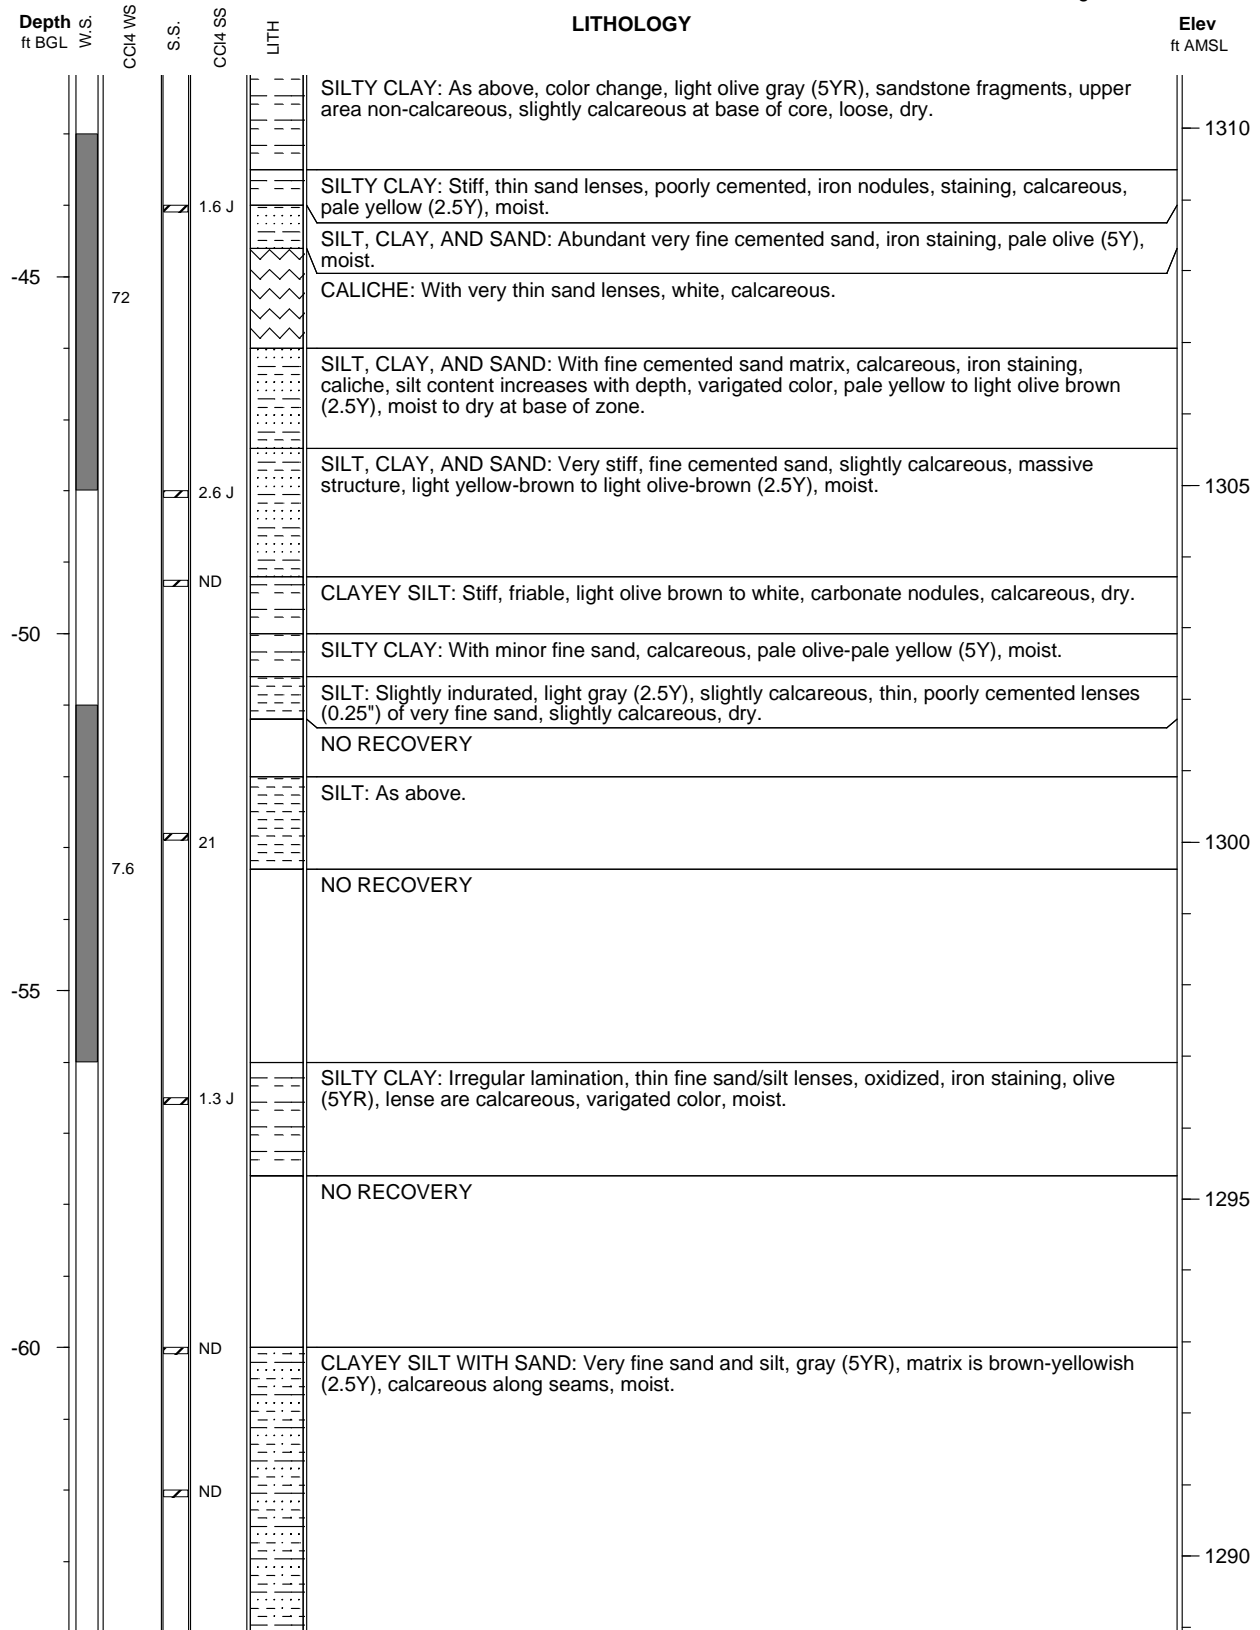 Depth
ft BGL
W.S.
CCl4 WS
S.S.
CCl4 SS
LITH
LITHOLOGY
Elev
ft AMSL
SILTY CLAY: As above, color change, light olive gray (5YR), sandstone fragments, upper
area non-calcareous, slightly calcareous at base of core, loose, dry.
1310
SILTY CLAY: Stiff, thin sand lenses, poorly cemented, iron nodules, staining, calcareous,
1.6 J
pale yellow (2.5Y), moist.
SILT, CLAY, AND SAND: Abundant very fine cemented sand, iron staining, pale olive (5Y),
moist.
-45
72
CALICHE: With very thin sand lenses, white, calcareous.
SILT, CLAY, AND SAND: With fine cemented sand matrix, calcareous, iron staining,
caliche, silt content increases with depth, varigated color, pale yellow to light olive brown
(2.5Y), moist to dry at base of zone.
SILT, CLAY, AND SAND: Very stiff, fine cemented sand, slightly calcareous, massive
2.6 J
structure, light yellow-brown to light olive-brown (2.5Y), moist.
1305
ND
CLAYEY SILT: Stiff, friable, light olive brown to white, carbonate nodules, calcareous, dry.
-50
SILTY CLAY: With minor fine sand, calcareous, pale olive-pale yellow (5Y), moist.
SILT: Slightly indurated, light gray (2.5Y), slightly calcareous, thin, poorly cemented lenses
(0.25") of very fine sand, slightly calcareous, dry.
NO RECOVERY
SILT: As above.
21
1300
7.6
NO RECOVERY
-55
SILTY CLAY: Irregular lamination, thin fine sand/silt lenses, oxidized, iron staining, olive
1.3 J
(5YR), lense are calcareous, varigated color, moist.
NO RECOVERY
1295
-60
ND
CLAYEY SILT WITH SAND: Very fine sand and silt, gray (5YR), matrix is brown-yellowish
(2.5Y), calcareous along seams, moist.
ND
1290